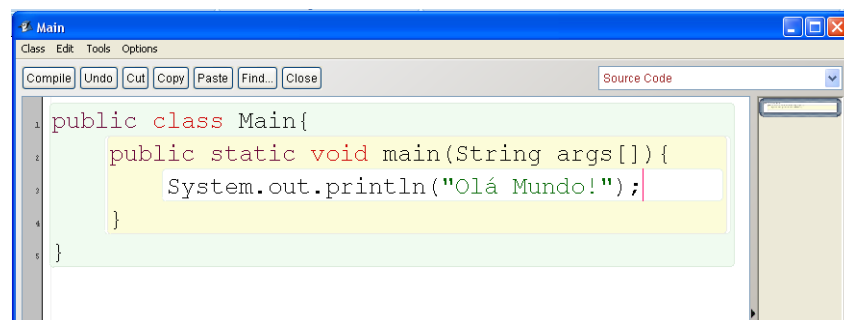 Main
Class Edit Tools Options
Compile Undo Cut Copy Paste Find... Close Source Code
1 public class Main{
2 public static void main(String args[]){
3 System.out.println("Olá Mundo!");
4 }
5 }